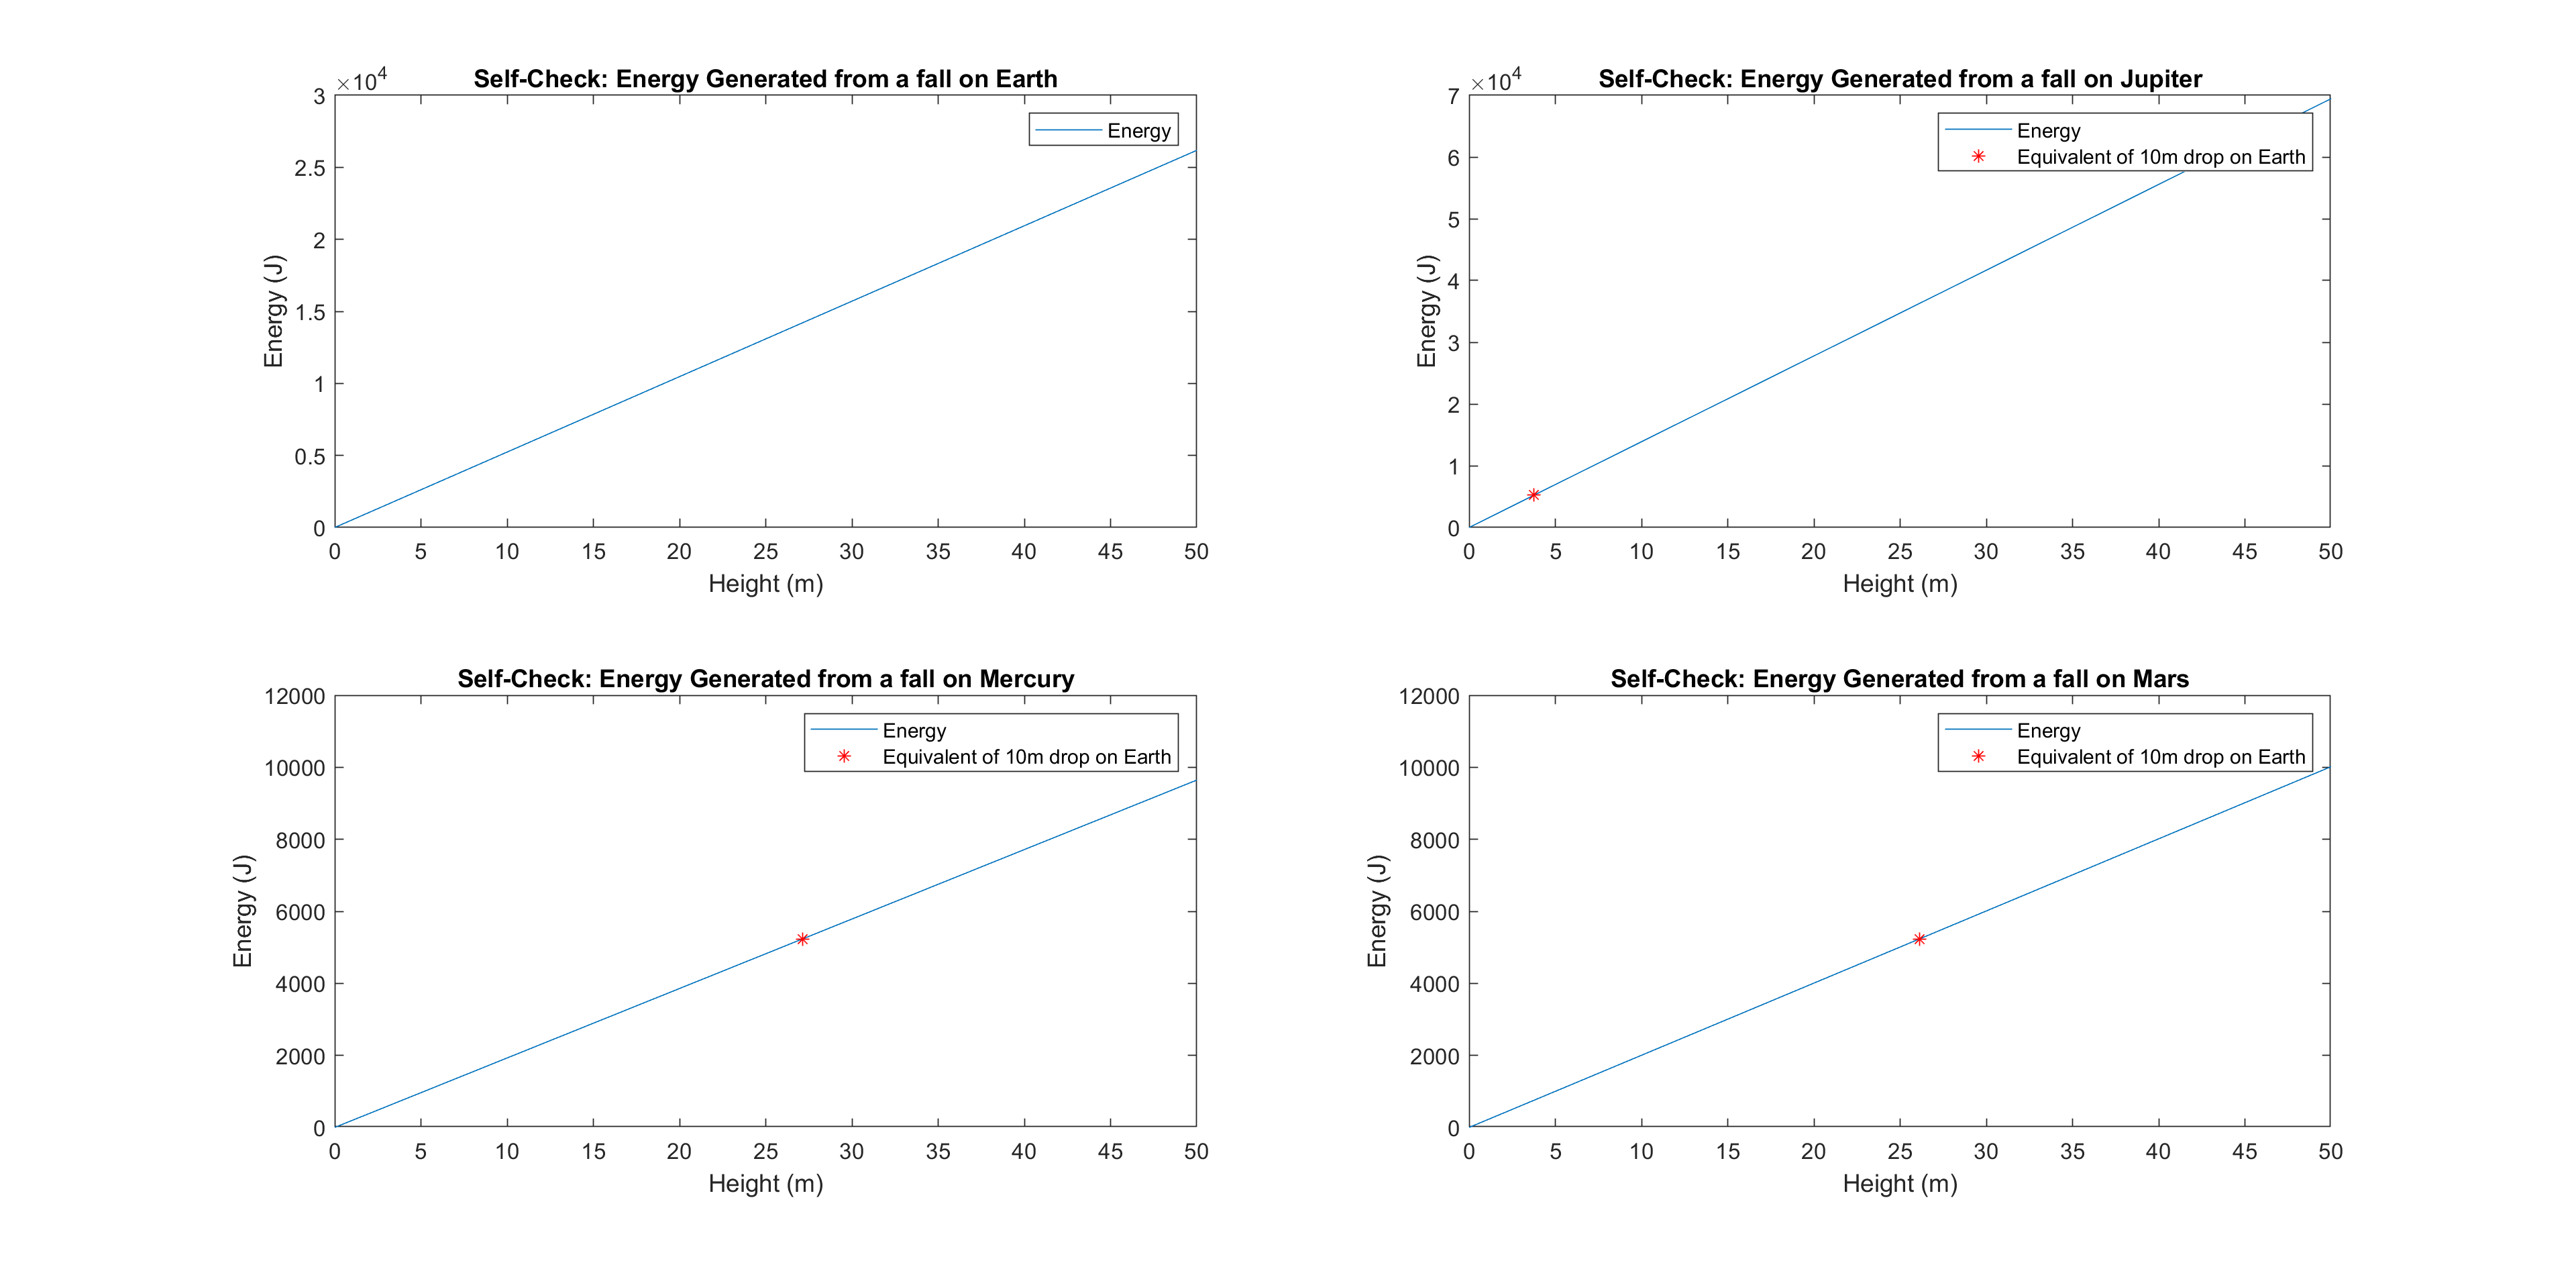 Self-Check: Energy Generated from a fall on Earth
×10^4
3
2.5
2
1.5
1
0.5
0
Energy (J)
Energy
0 5 10 15 20 25 30 35 40 45 50
Height (m)
Self-Check: Energy Generated from a fall on Jupiter
×10^4
7
6
5
4
3
2
1
0
Energy (J)
Energy
Equivalent of 10m drop on Earth
0 5 10 15 20 25 30 35 40 45 50
Height (m)
Self-Check: Energy Generated from a fall on Mercury
12000
10000
8000
6000
4000
2000
0
Energy (J)
Energy
Equivalent of 10m drop on Earth
0 5 10 15 20 25 30 35 40 45 50
Height (m)
Self-Check: Energy Generated from a fall on Mars
12000
10000
8000
6000
4000
2000
0
Energy (J)
Energy
Equivalent of 10m drop on Earth
0 5 10 15 20 25 30 35 40 45 50
Height (m)